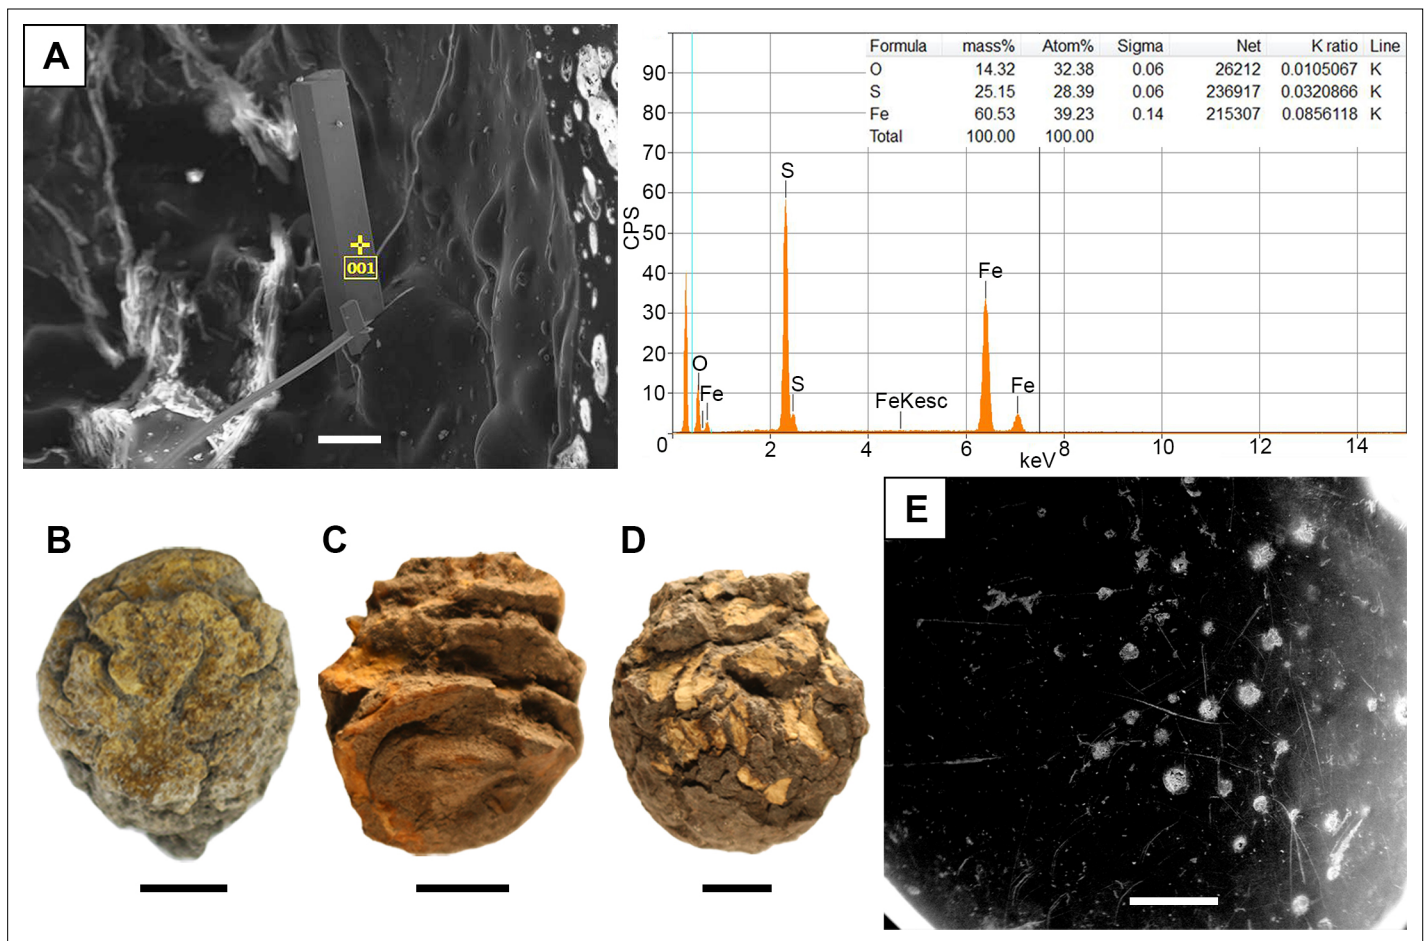 A
001
Formula mass% Atom% Sigma Net K ratio Line
O 14.32 32.38 0.06 26212 0.0105067 K
S 25.15 28.39 0.06 236917 0.0320866 K
Fe 60.53 39.23 0.14 215307 0.0856118 K
Total 100.00 100.00
90
80
70
60
50
40
30
20
10
CPS
S
Fe
O
Fe
S
FeKesc
Fe
0 2 4 6 8 10 12 14
keV
B
C
D
E